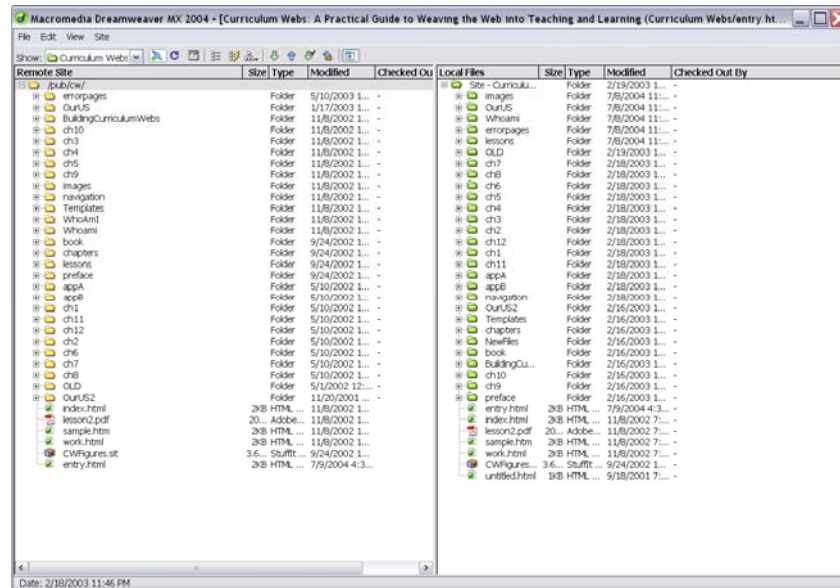 Macromedia Dreamweaver MX 2004 - [Curriculum Webs: A Practical Guide to Weaving the Web into Teaching and Learning (Curriculum Webs/entry.ht...
File Edit View Site
Show: Curriculum Webs
Remote Site Size Type Modified Checked Ou
/pub/cw/
errorpages Folder 5/10/2003 1... -
OurUS Folder 1/17/2003 1... -
BuildingCurriculumWebs Folder 11/8/2002 1... -
ch10 Folder 11/8/2002 1... -
ch3 Folder 11/8/2002 1... -
ch4 Folder 11/8/2002 1... -
ch5 Folder 11/8/2002 1... -
ch9 Folder 11/8/2002 1... -
images Folder 11/8/2002 1... -
navigation Folder 11/8/2002 1... -
Templates Folder 11/8/2002 1... -
WhoAmI Folder 11/8/2002 1... -
Whoami Folder 11/8/2002 1... -
book Folder 9/24/2002 1... -
chapters Folder 9/24/2002 1... -
lessons Folder 9/24/2002 1... -
preface Folder 9/24/2002 1... -
appA Folder 5/10/2002 1... -
appB Folder 5/10/2002 1... -
ch1 Folder 5/10/2002 1... -
ch11 Folder 5/10/2002 1... -
ch12 Folder 5/10/2002 1... -
ch2 Folder 5/10/2002 1... -
ch6 Folder 5/10/2002 1... -
ch7 Folder 5/10/2002 1... -
ch8 Folder 5/10/2002 1... -
OLD Folder 5/1/2002 12:... -
OurUS2 Folder 11/20/2001 ... -
index.html 2KB HTML ... 11/8/2002 1...
lesson2.pdf 20... Adobe... 11/8/2002 1...
sample.htm 2KB HTML ... 11/8/2002 1...
work.htm 2KB HTML ... 11/8/2002 1...
CWFigures.sit 3.6... StuffIt ... 9/24/2002 1...
entry.html 2KB HTML ... 7/9/2004 4:3...
Local Files Size Type Modified Checked Out By
Site - Curriculu... Folder 2/19/2003 1... -
images Folder 7/8/2004 11:... -
OurUS Folder 7/8/2004 11:... -
Whoami Folder 7/8/2004 11:... -
errorpages Folder 7/8/2004 11:... -
lessons Folder 7/8/2004 11:... -
OLD Folder 2/19/2003 1... -
ch7 Folder 2/18/2003 1... -
ch8 Folder 2/18/2003 1... -
ch6 Folder 2/18/2003 1... -
ch5 Folder 2/18/2003 1... -
ch4 Folder 2/18/2003 1... -
ch3 Folder 2/18/2003 1... -
ch2 Folder 2/18/2003 1... -
ch12 Folder 2/18/2003 1... -
ch1 Folder 2/18/2003 1... -
ch11 Folder 2/18/2003 1... -
appA Folder 2/18/2003 1... -
appB Folder 2/18/2003 1... -
navigation Folder 2/18/2003 1... -
OurUS2 Folder 2/16/2003 1... -
Templates Folder 2/16/2003 1... -
chapters Folder 2/16/2003 1... -
NewFiles Folder 2/16/2003 1... -
book Folder 2/16/2003 1... -
BuildingCu... Folder 2/16/2003 1... -
ch10 Folder 2/16/2003 1... -
ch9 Folder 2/16/2003 1... -
preface Folder 2/16/2003 1... -
entry.html 2KB HTML ... 7/9/2004 4:3... -
index.html 2KB HTML ... 11/8/2002 7:... -
lesson2.pdf 20... Adobe... 11/8/2002 7:... -
sample.htm 2KB HTML ... 11/8/2002 7:... -
work.htm 2KB HTML ... 11/8/2002 7:... -
CWFigures... 3.6... StuffIt ... 9/24/2002 1... -
untitled.html 1KB HTML ... 9/18/2001 7:... -
Date: 2/18/2003 11:46 PM